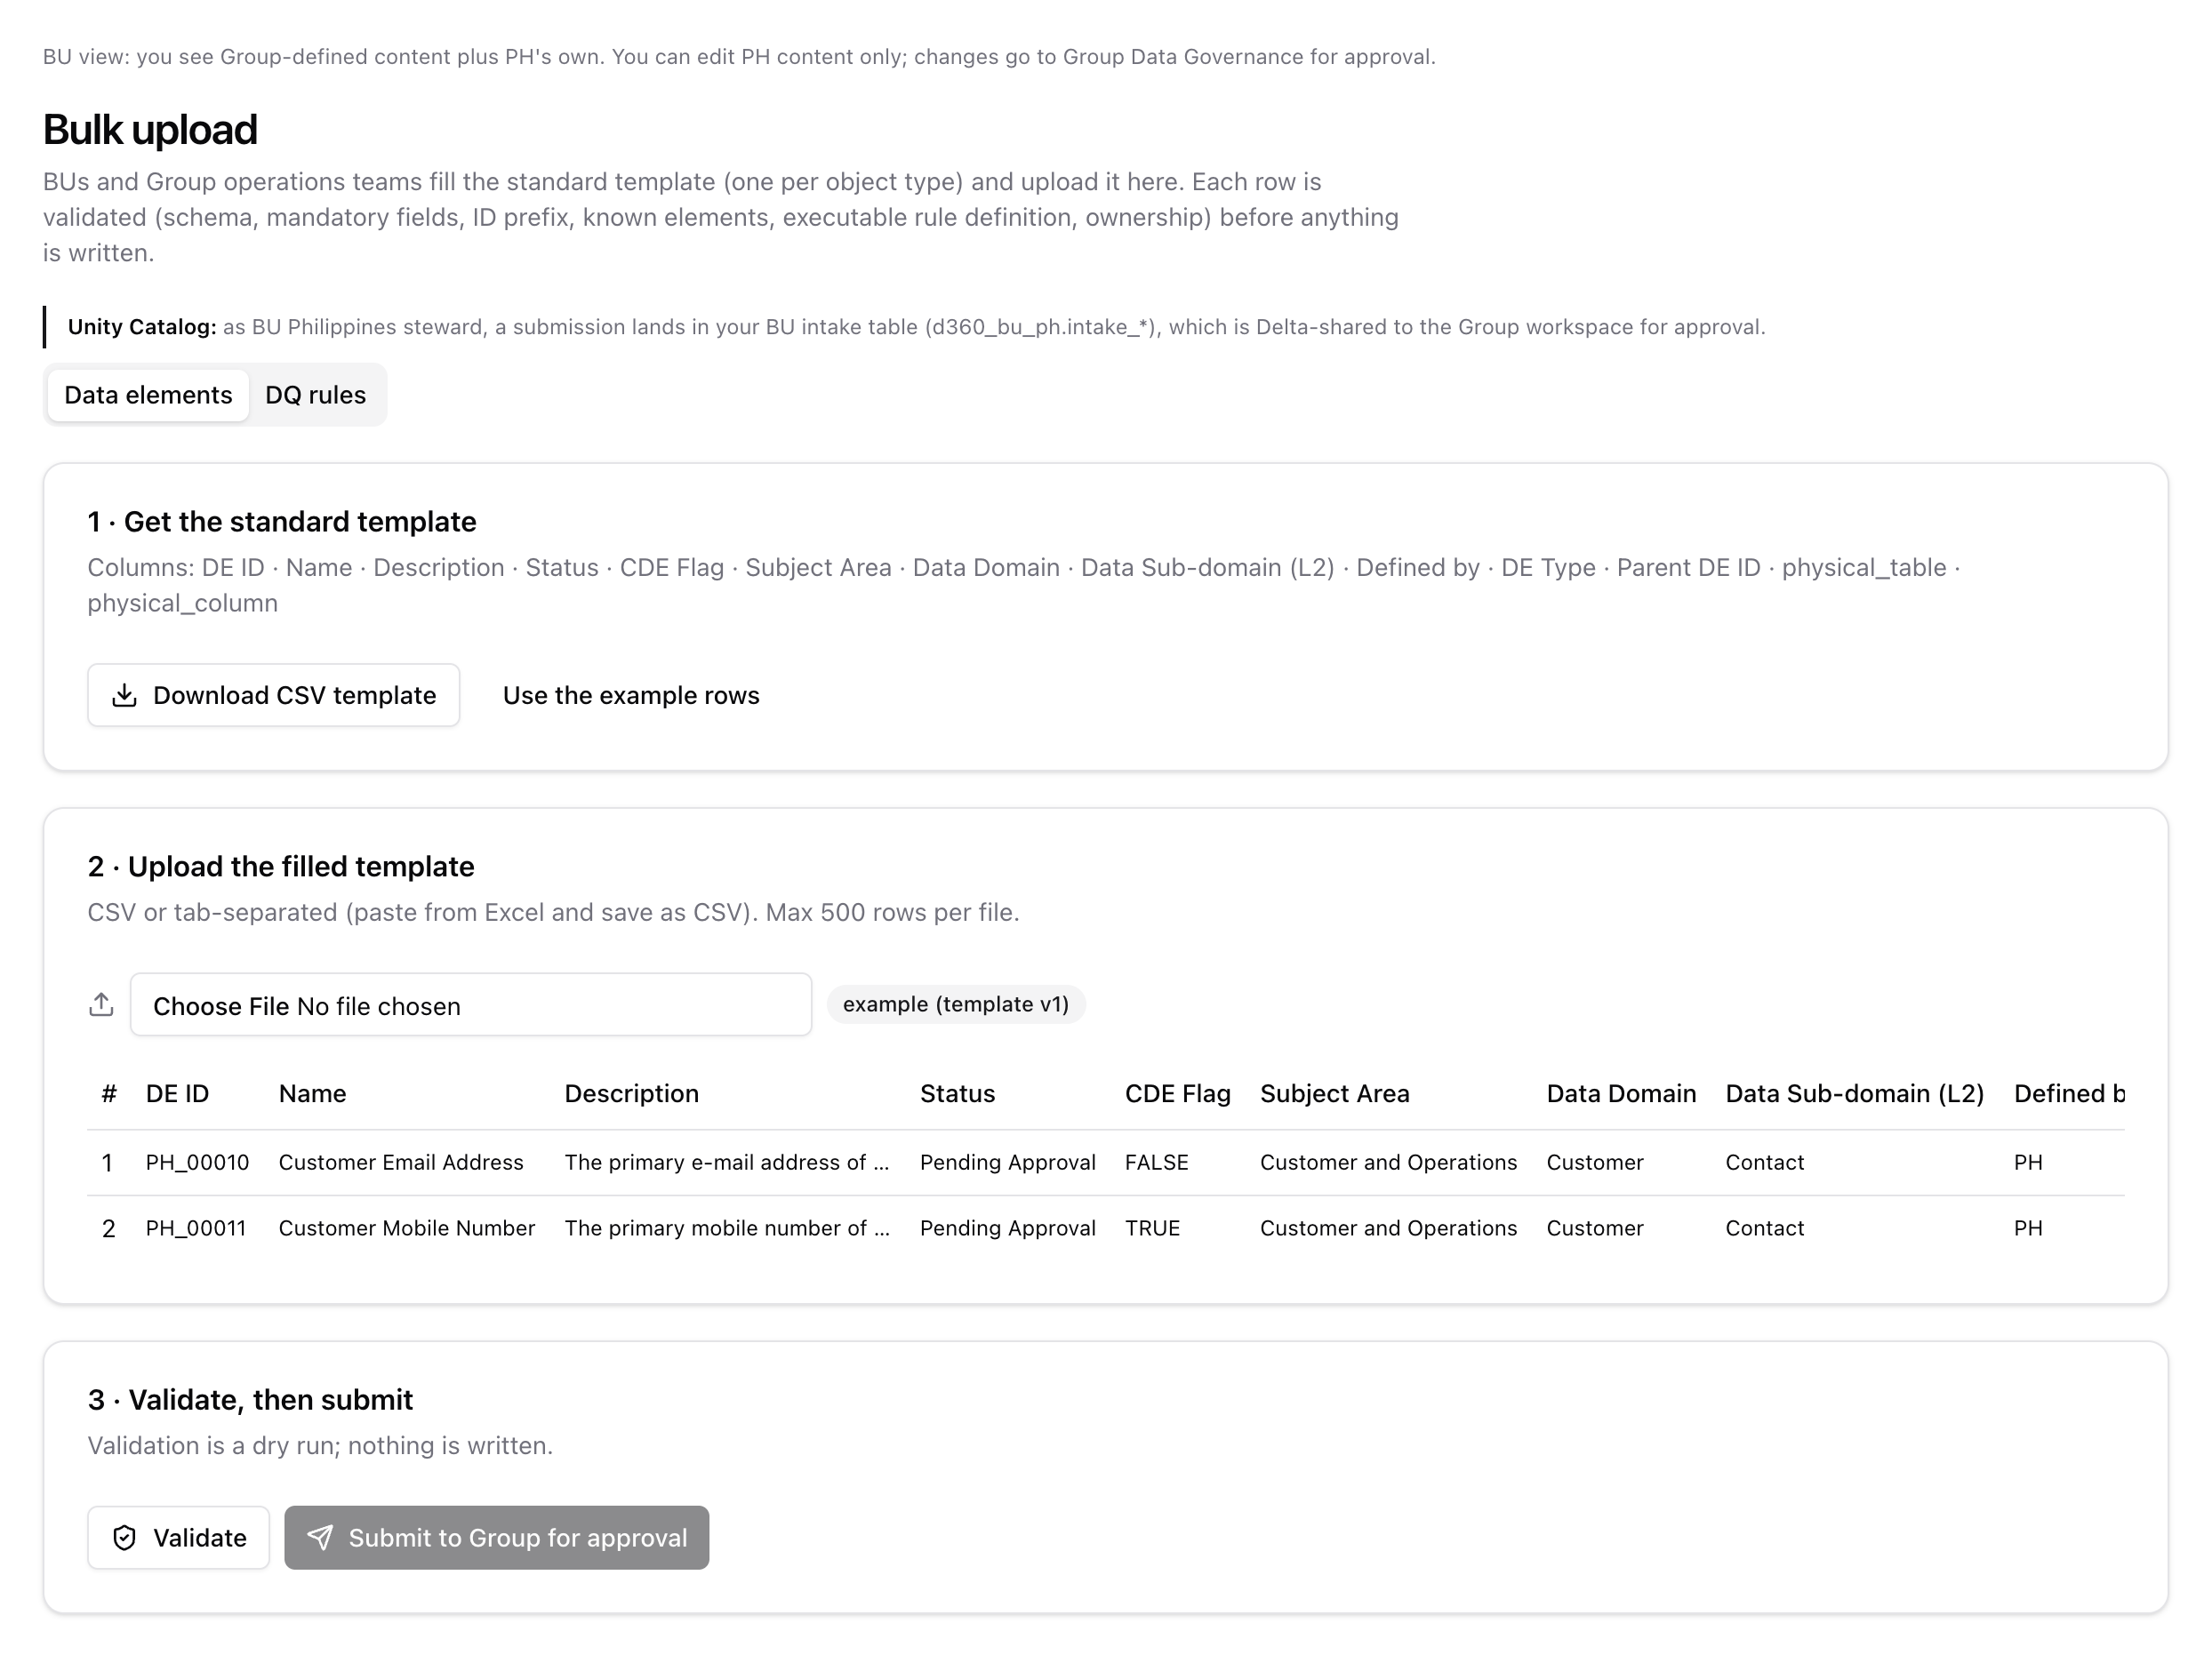 BU view: you see Group-defined content plus PH's own. You can edit PH content only; changes go to Group Data Governance for approval.
Bulk upload
BUs and Group operations teams fill the standard template (one per object type) and upload it here. Each row is
validated (schema, mandatory fields, ID prefix, known elements, executable rule definition, ownership) before anything
is written.
Unity Catalog: as BU Philippines steward, a submission lands in your BU intake table (d360_bu_ph.intake_*), which is Delta-shared to the Group workspace for approval.
Data elements DQ rules
1 · Get the standard template
Columns: DE ID · Name · Description · Status · CDE Flag · Subject Area · Data Domain · Data Sub-domain (L2) · Defined by · DE Type · Parent DE ID · physical_table ·
physical_column
Download CSV template Use the example rows
2 · Upload the filled template
CSV or tab-separated (paste from Excel and save as CSV). Max 500 rows per file.
Choose File No file chosen example (template v1)
# DE ID Name Description Status CDE Flag Subject Area Data Domain Data Sub-domain (L2) Defined b
1 PH_00010 Customer Email Address The primary e-mail address of ... Pending Approval FALSE Customer and Operations Customer Contact PH
2 PH_00011 Customer Mobile Number The primary mobile number of ... Pending Approval TRUE Customer and Operations Customer Contact PH
3 · Validate, then submit
Validation is a dry run; nothing is written.
Validate Submit to Group for approval